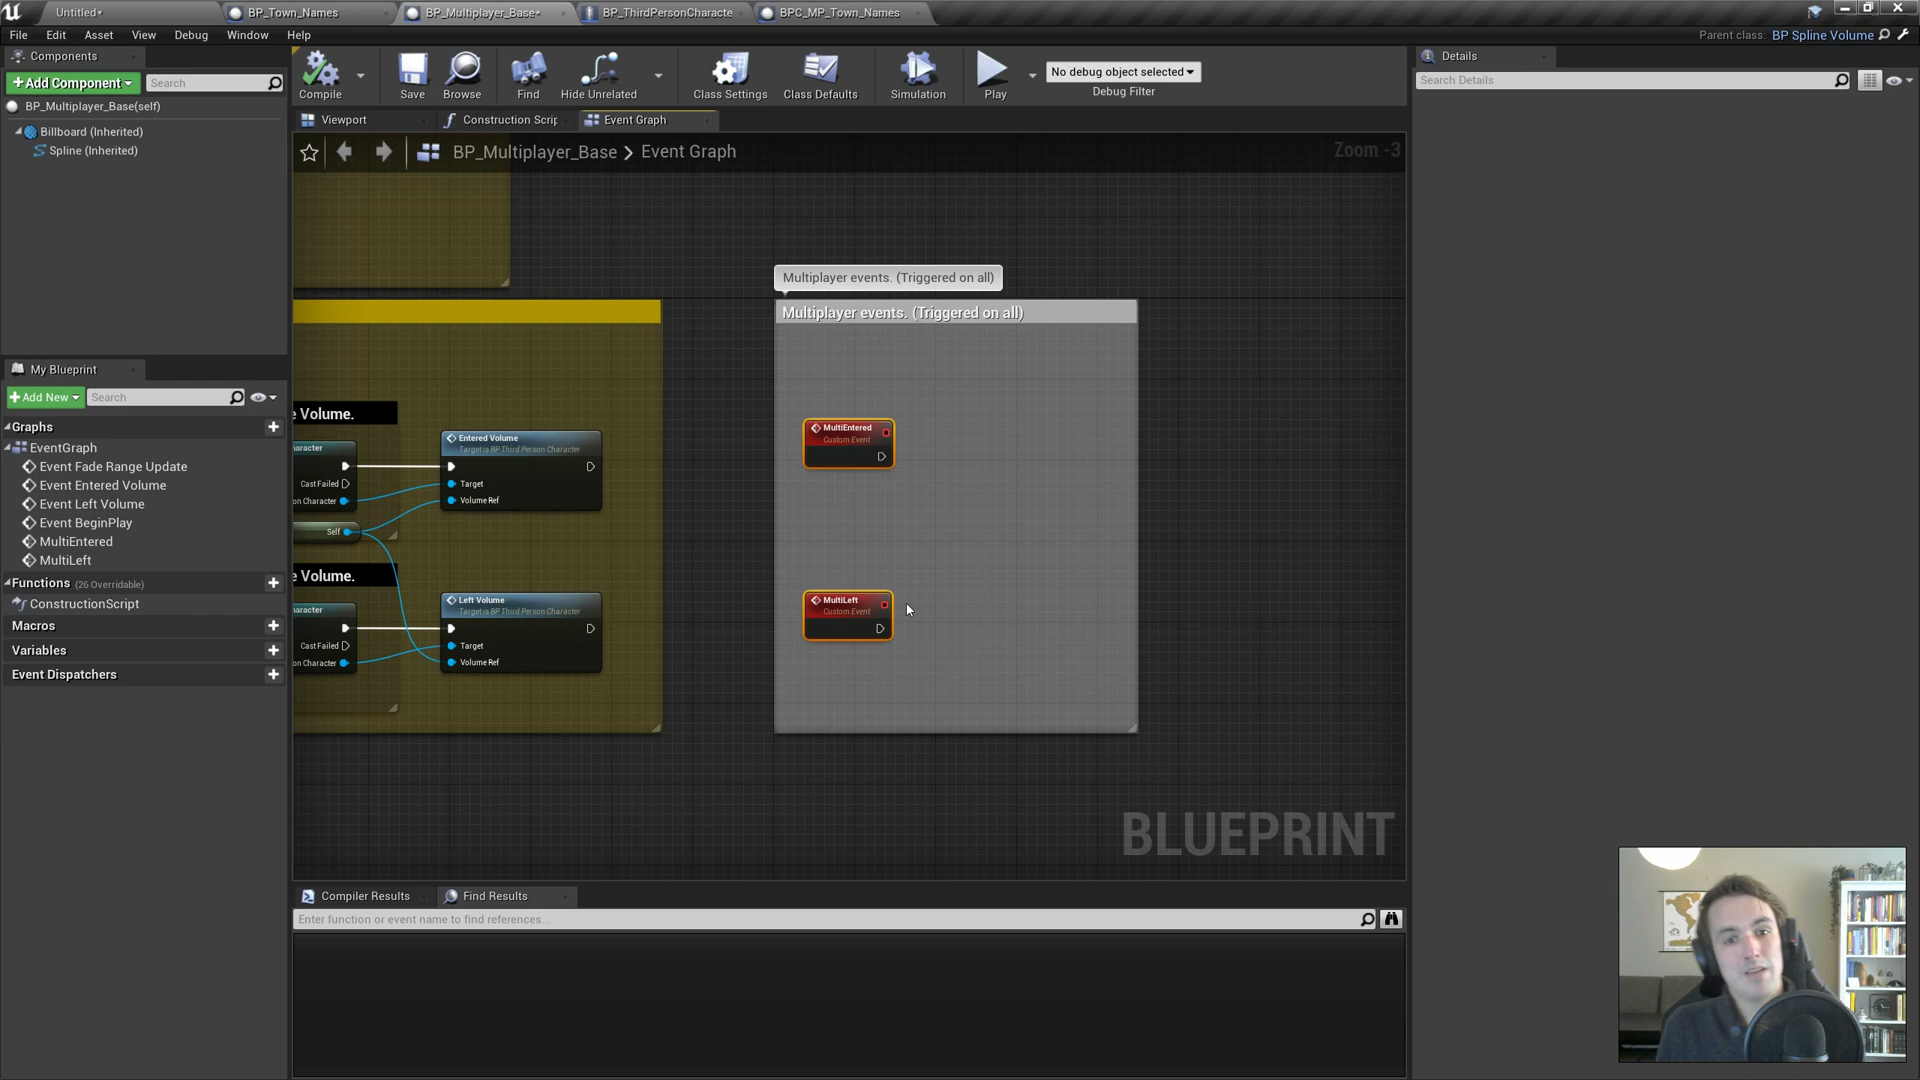 Untitled•
BP_Town_Names
BP_Multiplayer_Base•
BP_ThirdPersonCharacte
BPC_MP_Town_Names
File Edit Asset View Debug Window Help
Parent class: BP Spline Volume
Components
+Add Component
Search
BP_Multiplayer_Base(self)
Billboard (Inherited)
Spline (Inherited)
Compile
Save
Browse
Find
Hide Unrelated
Class Settings
Class Defaults
Simulation
Play
No debug object selected
Debug Filter
Details
Search Details
Viewport
Construction Scrip
Event Graph
BP_Multiplayer_Base > Event Graph
Zoom -3
My Blueprint
+Add New
Search
Graphs
EventGraph
Event Fade Range Update
Event Entered Volume
Event Left Volume
Event BeginPlay
MultiEntered
MultiLeft
Functions (26 Overridable)
ConstructionScript
Macros
Variables
Event Dispatchers
Multiplayer events. (Triggered on all)
Multiplayer events. (Triggered on all)
e Volume.
haracter
Cast Failed
on Character
Self
Entered Volume
Target is BP Third Person Character
Target
Volume Ref
MultiEntered
Custom Event
e Volume.
haracter
Cast Failed
on Character
Left Volume
Target is BP Third Person Character
Target
Volume Ref
MultiLeft
Custom Event
BLUEPRINT
Compiler Results
Find Results
Enter function or event name to find references...